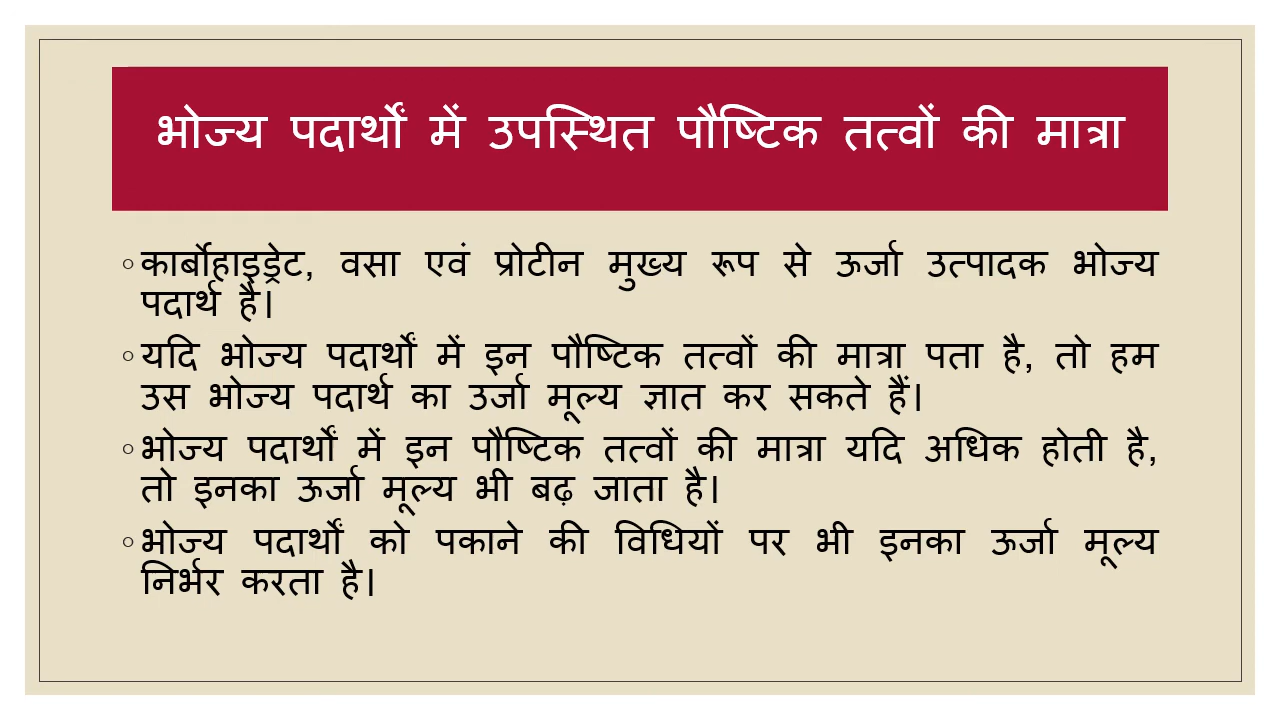 भोज्य पदार्थों में उपस्थित पौष्टिक तत्वों की मात्रा
◦कार्बोहाइड्रेट, वसा एवं प्रोटीन मुख्य रूप से ऊर्जा उत्पादक भोज्य
पदार्थ है।
◦यदि भोज्य पदार्थों में इन पौष्टिक तत्वों की मात्रा पता है, तो हम
उस भोज्य पदार्थ का उर्जा मूल्य ज्ञात कर सकते हैं।
◦भोज्य पदार्थों में इन पौष्टिक तत्वों की मात्रा यदि अधिक होती है,
तो इनका ऊर्जा मूल्य भी बढ़ जाता है।
◦भोज्य पदार्थों को पकाने की विधियों पर भी इनका ऊर्जा मूल्य
निर्भर करता है।